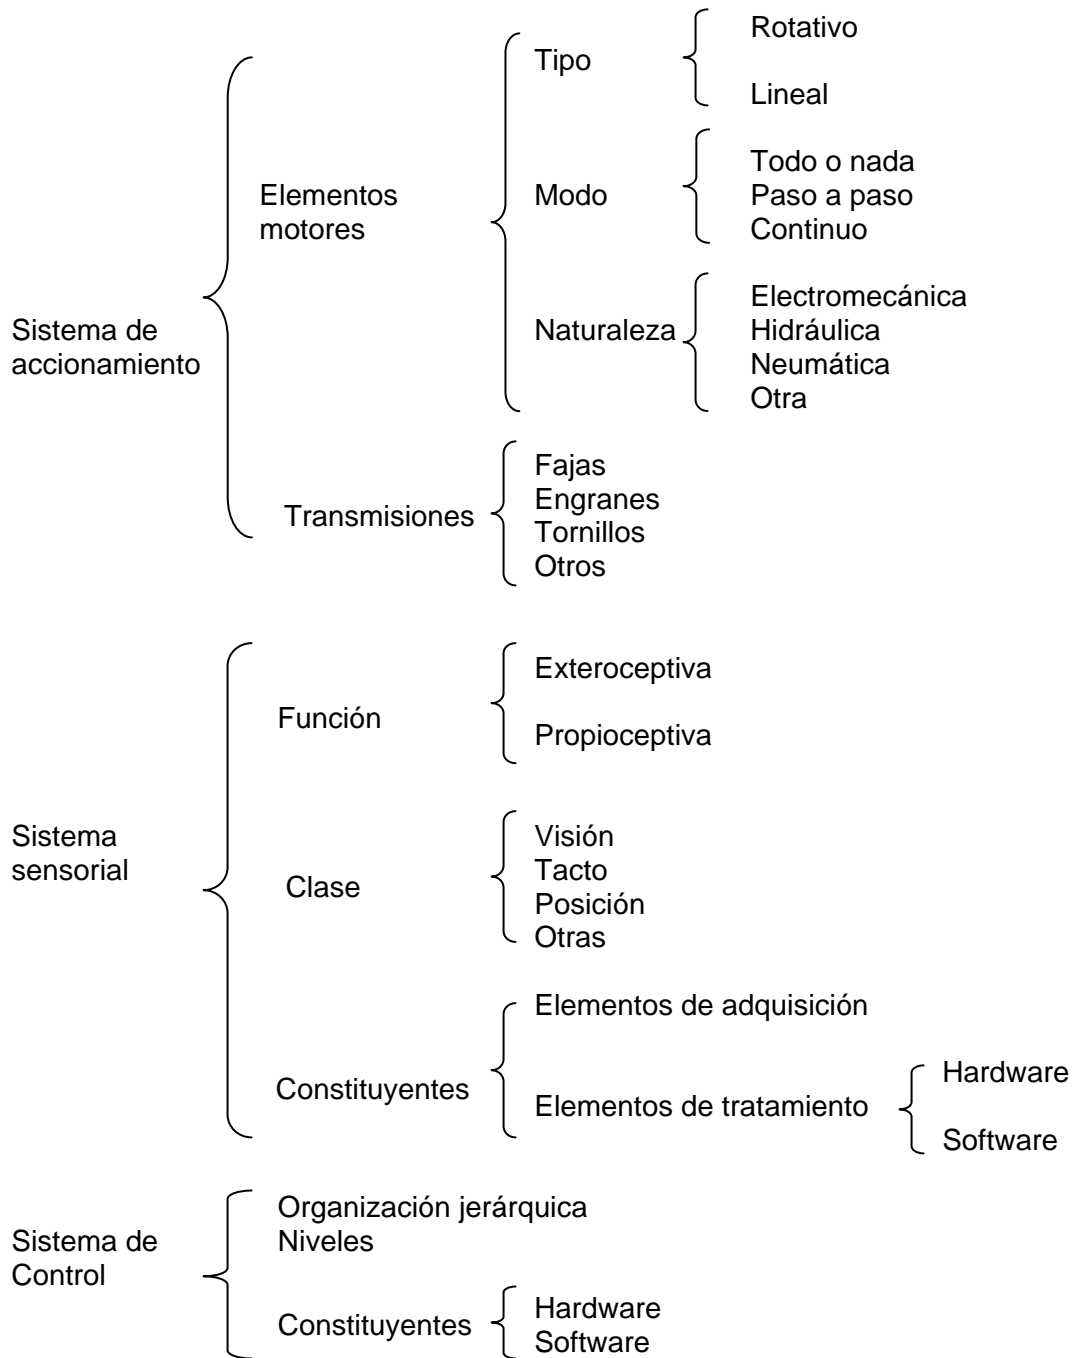 Rotativo
Tipo
Lineal
Todo o nada
Elementos
motores
Modo
Paso a paso
Continuo
Electromecánica
Sistema de
accionamiento
Naturaleza
Hidráulica
Neumática
Otra
Fajas
Engranes
Transmisiones
Tornillos
Otros
Exteroceptiva
Función
Propioceptiva
Sistema
sensorial
Visión
Tacto
Clase
Posición
Otras
Elementos de adquisición
Constituyentes
Elementos de tratamiento
Hardware
Software
Sistema de
Control
Organización jerárquica
Niveles
Constituyentes
Hardware
Software